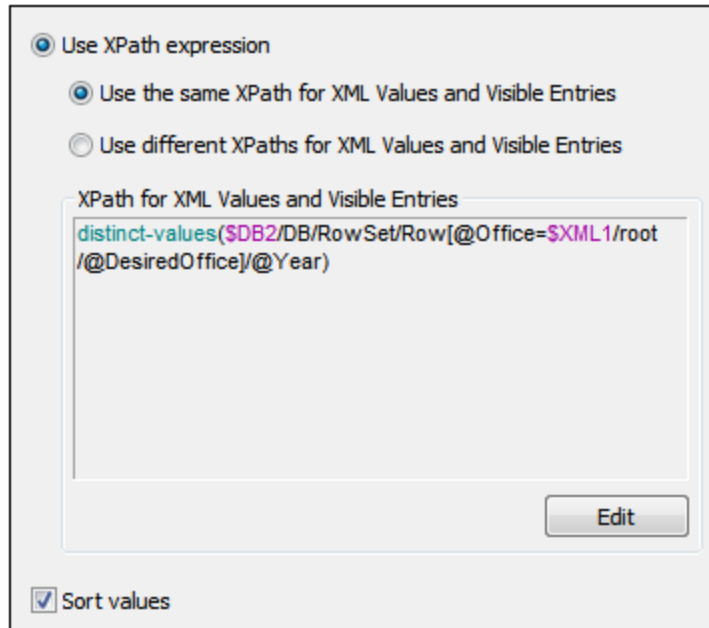 Use XPath expression
Use the same XPath for XML Values and Visible Entries
Use different XPaths for XML Values and Visible Entries
XPath for XML Values and Visible Entries
distinct-values($DB2/DB/RowSet/Row[@Office=$XML1/root
/@DesiredOffice]/@Year)
Edit
Sort values